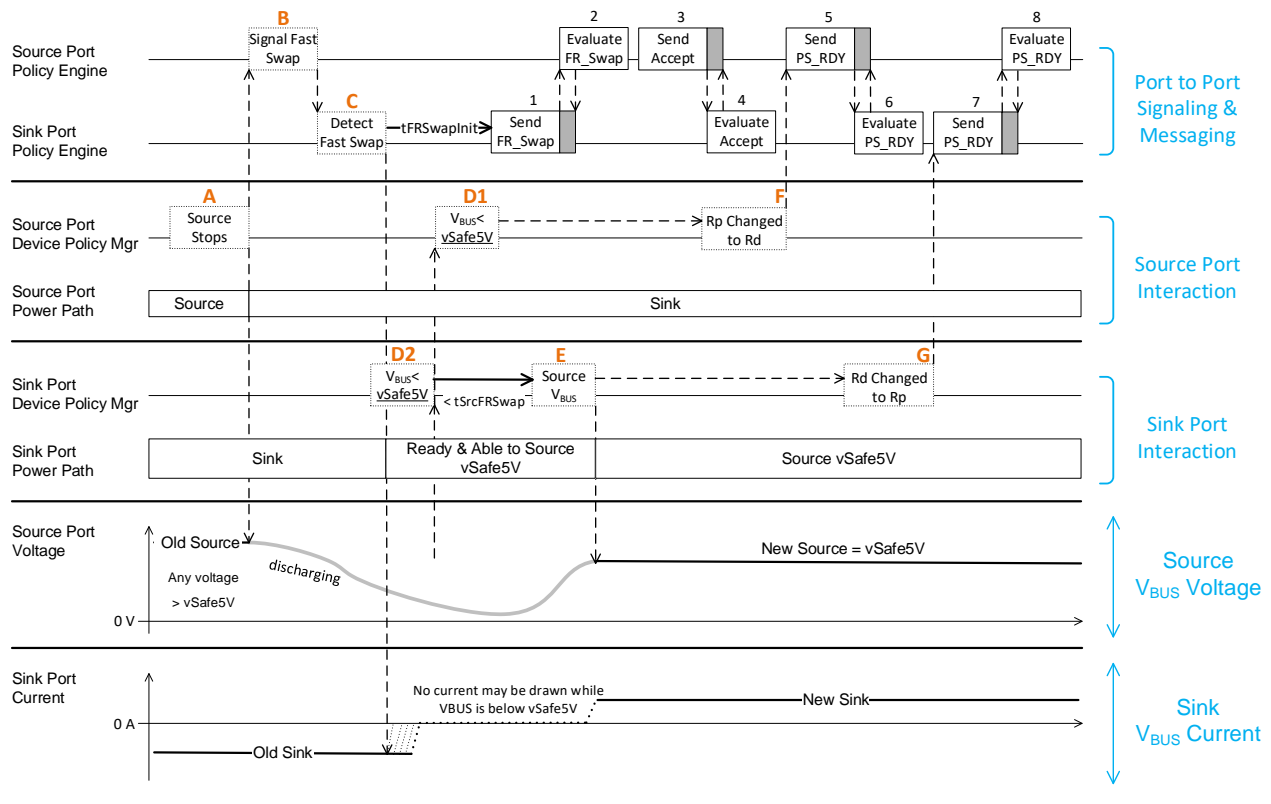 B
2
3
5
8
Source Port
Policy Engine
Signal Fast
Swap
Evaluate
FR_Swap
Send
Accept
Send
PS_RDY
Evaluate
PS_RDY
Port to Port
Signaling &
Messaging
C
1
4
6
7
Sink Port
Policy Engine
Detect
Fast Swap
tFRSwapInit
Send
FR_Swap
Evaluate
Accept
Evaluate
PS_RDY
Send
PS_RDY
A
D1
F
Source Port
Device Policy Mgr
Source
Stops
VBUS<
vSafe5V
Rp Changed
to Rd
Source Port
Interaction
Source Port
Power Path
Source
Sink
D2
E
G
Sink Port
Device Policy Mgr
VBUS<
vSafe5V
< tSrcFRSwap
Source
VBUS
Rd Changed
to Rp
Sink Port
Interaction
Sink Port
Power Path
Sink
Ready & Able to Source
vSafe5V
Source vSafe5V
Source Port
Voltage
Old Source
Any voltage
> vSafe5V
discharging
New Source = vSafe5V
0 V
Source
VBUS Voltage
Sink Port
Current
No current may be drawn while
VBUS is below vSafe5V
New Sink
0 A
Old Sink
Sink
VBUS Current